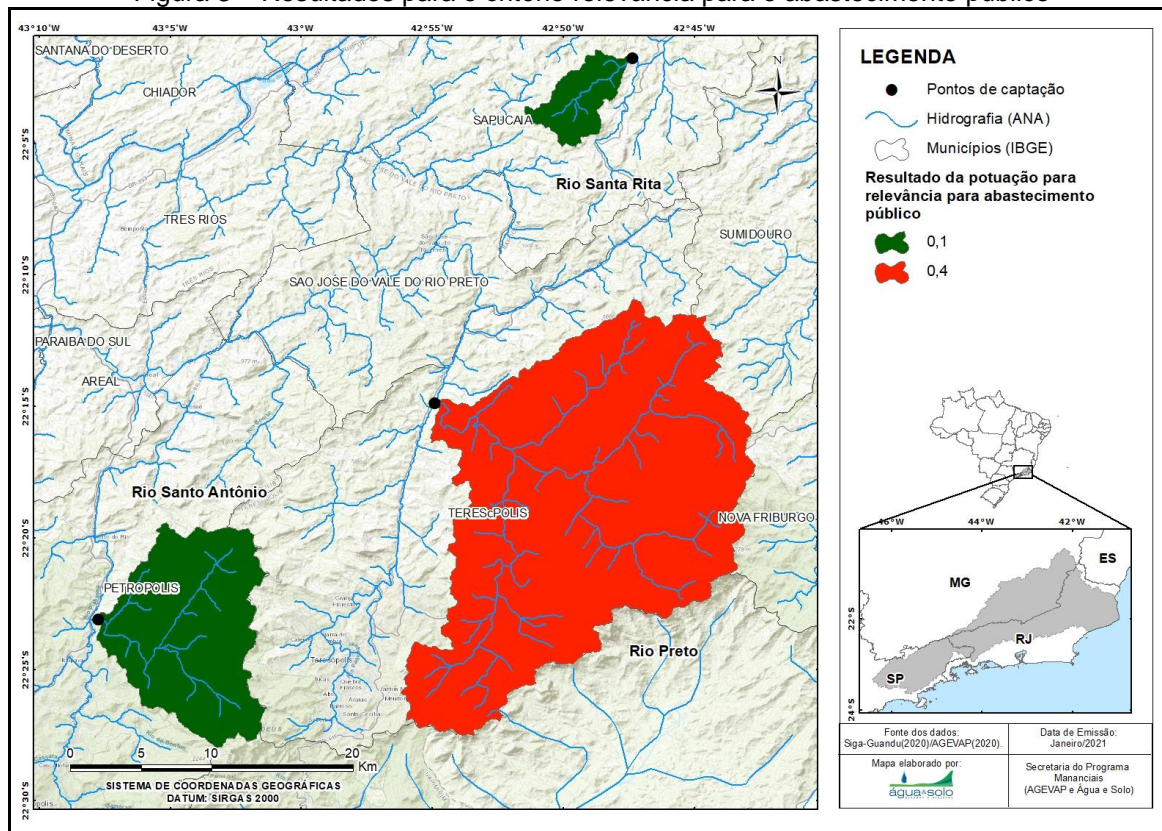 Figura 8 – Resultados para o critério relevância para o abastecimento público
43°10'0"W
43°55'W
42°55'W
42°50'W
42°45'W
SANTANA DO DESERTO
CHIADOR
SAPUCAIA
N
22°5'S
Rio Santa Rita
TRES RIOS
SUMIDOURO
22°10'S
SAO JOSE DO VALE DO RIO PRETO
PARAIBA DO SUL
AREAL
22°15'S
Rio Santo Antônio
TEREScPOLIS
NOVA FRIBURGO
22°20'S
PETROPOLIS
Rio Preto
22°25'S
0 5 10 20
Km
SISTEMA DE COORDENADAS GEOGRÁFICAS
DATUM: SIRGAS 2000
22°30'S
LEGENDA
Pontos de captação
Hidrografia (ANA)
Municípios (IBGE)
Resultado da potuação para
relevância para abastecimento
público
0,1
0,4
46°W 44°W 42°W
ES
MG
22°S
RJ
SP
24°S
Fonte dos dados:
Siga-Guandu(2020)/AGEVAP(2020).
Data de Emissão:
Janeiro/2021
Mapa elaborado por:
água&solo
Secretaria do Programa
Mananciais
(AGEVAP e Água e Solo)